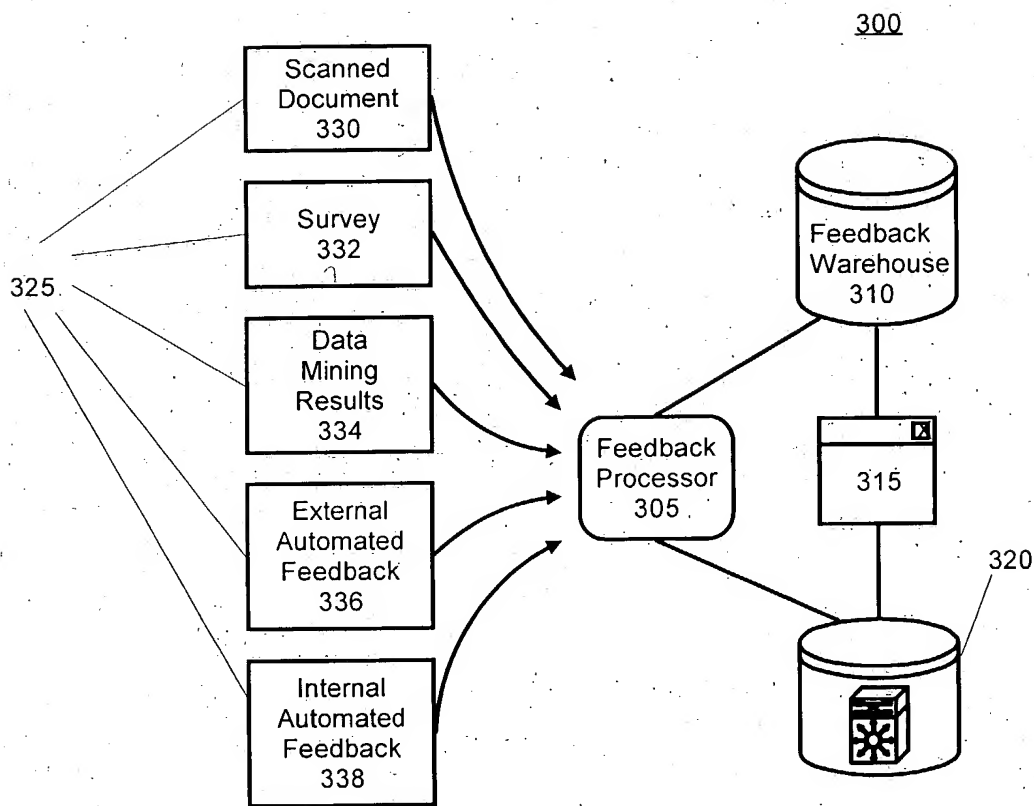 300
Scanned
Document
330
Survey
332
325
Data
Mining
Results
334
External
Automated
Feedback
336
Internal
Automated
Feedback
338
Feedback
Processor
305
Feedback
Warehouse
310
X
315
320